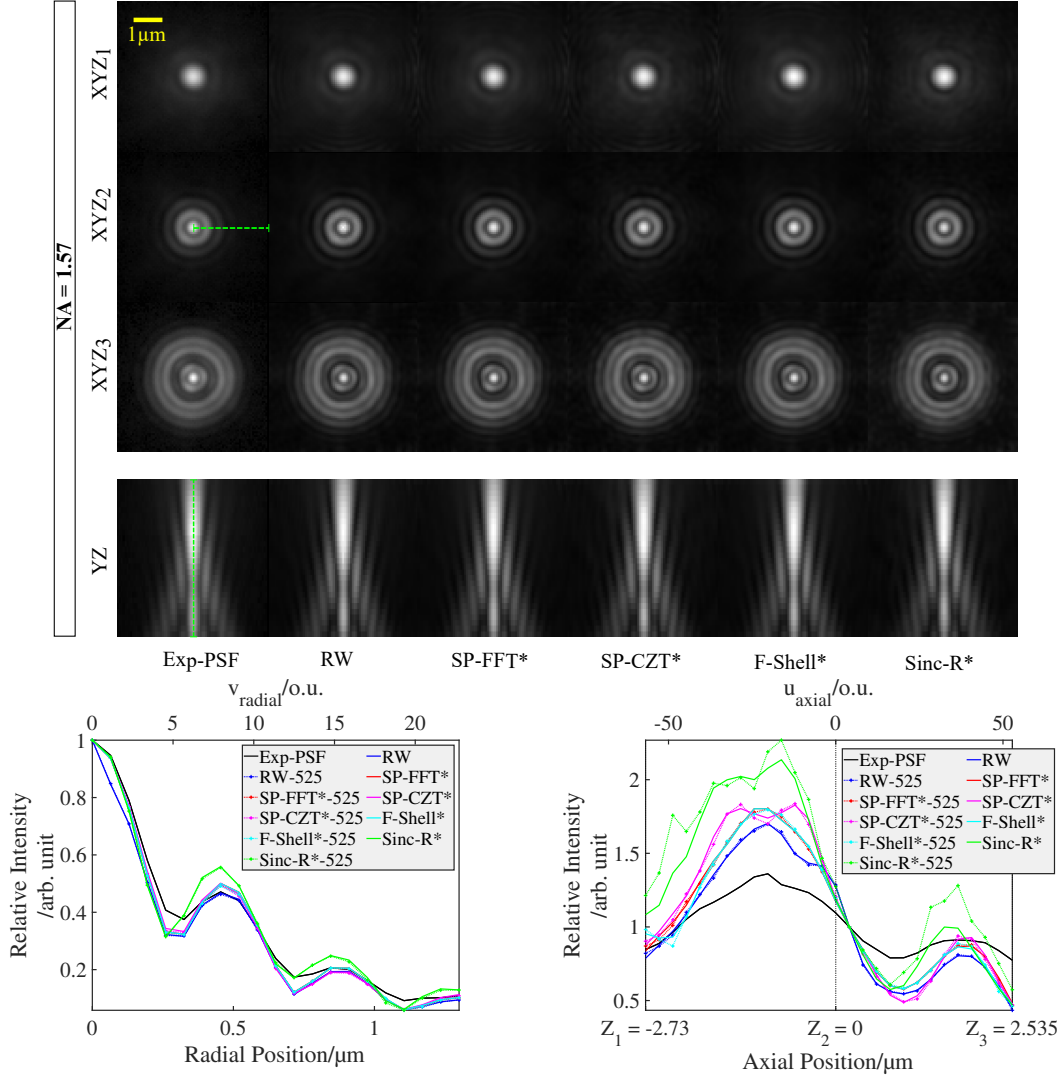 1μm
XYZ1
XYZ2
XYZ3
NA = 1.57
YZ
Exp-PSF RW SP-FFT* SP-CZT* F-Shell* Sinc-R*
v_radial/o.u.
0 5 10 15 20
1
0.8
0.6
0.4
0.2
0 0.5 1
Relative Intensity
/arb. unit
Radial Position/μm
Exp-PSF RW
RW-525 SP-FFT*
SP-FFT*-525 SP-CZT*
SP-CZT*-525 F-Shell*
F-Shell*-525 Sinc-R*
Sinc-R*-525
u_axial/o.u.
-50 0 50
2
1.5
1
0.5
Z1 = -2.73 Z2 = 0 Z3 = 2.535
Relative Intensity
/arb. unit
Axial Position/μm
Exp-PSF RW
RW-525 SP-FFT*
SP-FFT*-525 SP-CZT*
SP-CZT*-525 F-Shell*
F-Shell*-525 Sinc-R*
Sinc-R*-525